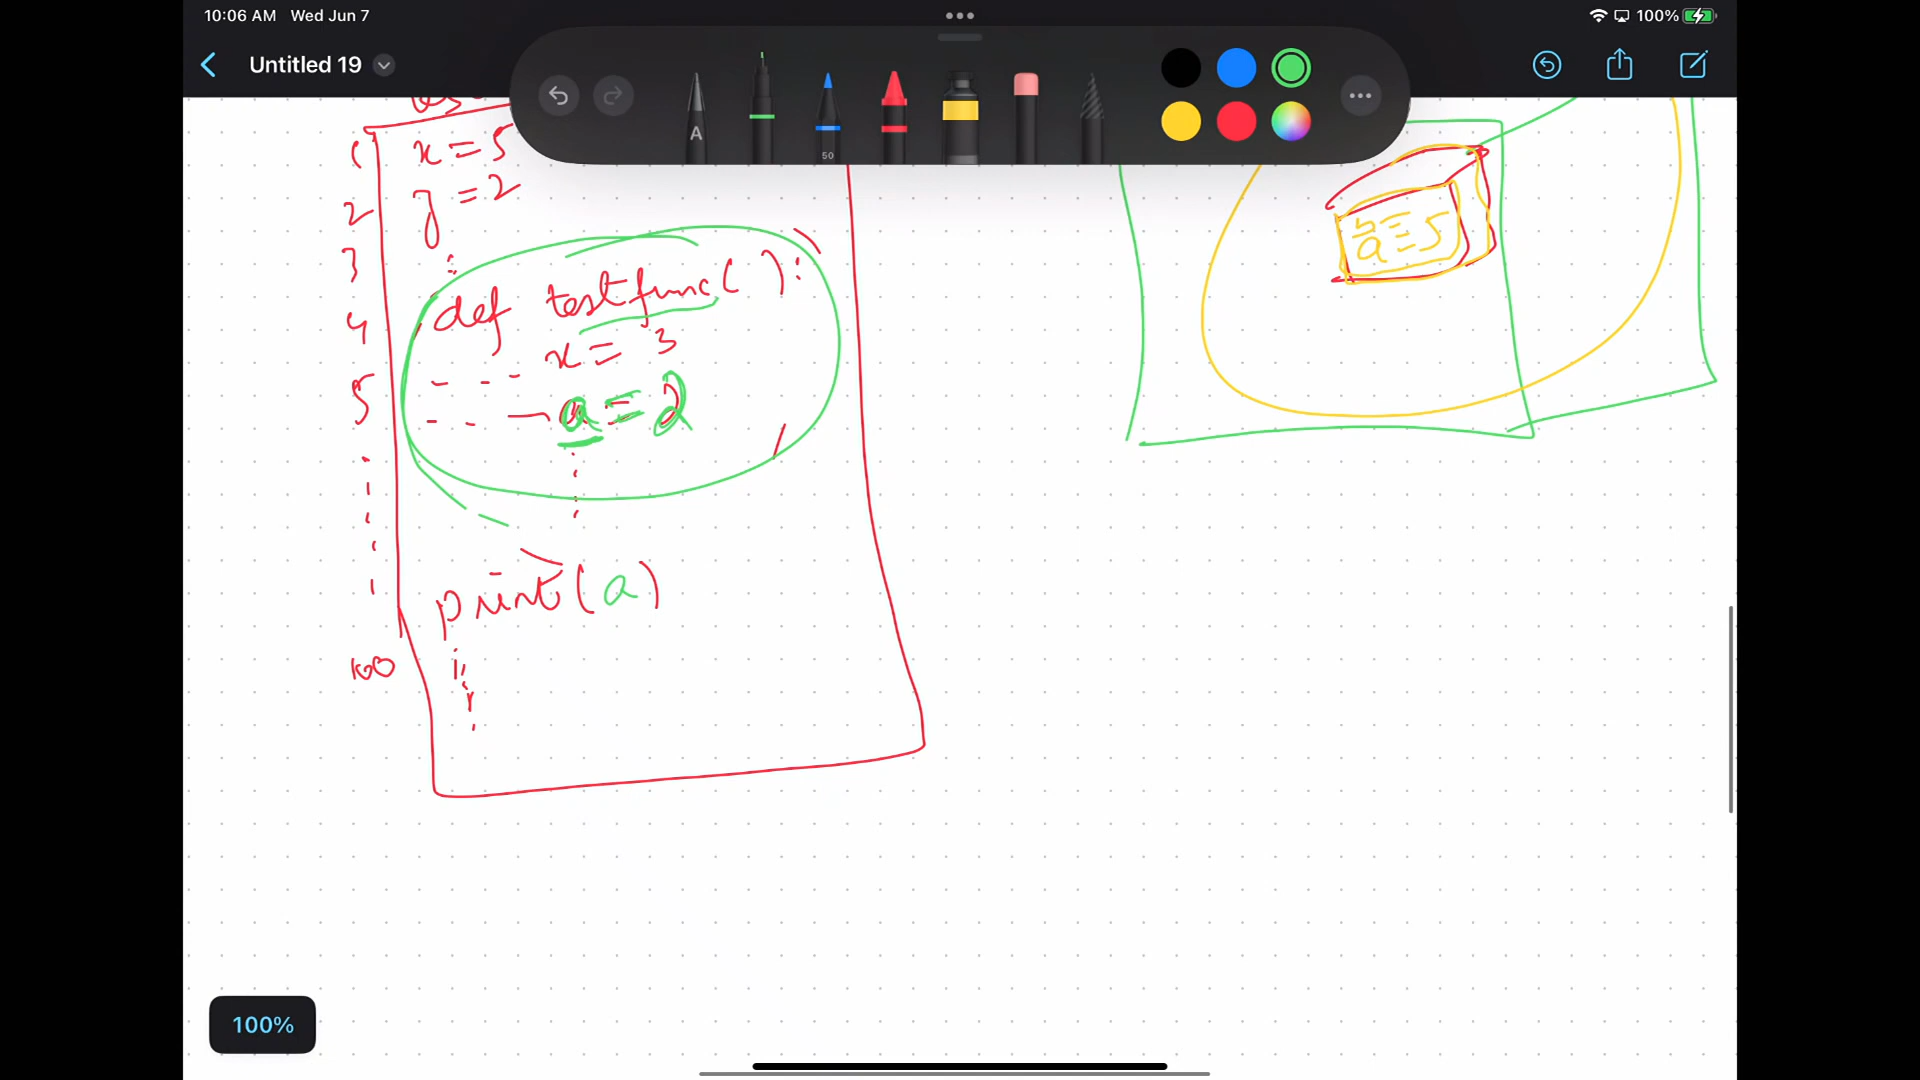 10:06 AM Wed Jun 7
100%
Untitled 19
A
50
1 x = 5
2 y = 2
3
4 def testfunc( ):
x = 3
5 a = 2
print(a)
100
a = 5
100%